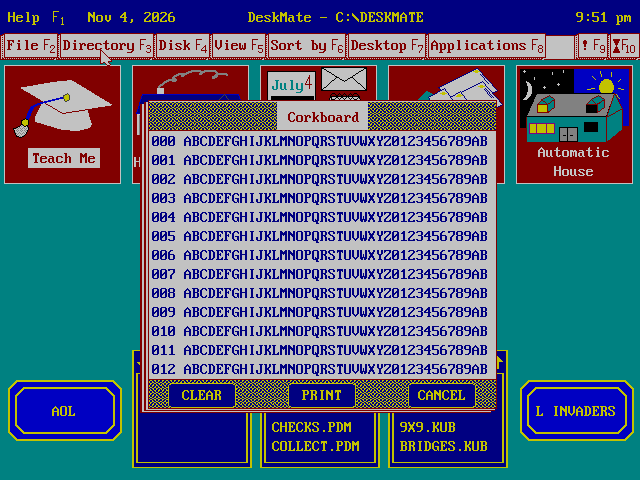 Help F1 Nov 4, 2026 DeskMate - C:\DESKMATE 9:51 pm
File F2 Directory F3 Disk F4 View F5 Sort by F6 Desktop F7 Applications F8 ! F9 F10
July 4
Teach Me
H
Automatic
House
Corkboard
000 ABCDEFGHIJKLMNOPQRSTUVWXYZ0123456789AB
001 ABCDEFGHIJKLMNOPQRSTUVWXYZ0123456789AB
002 ABCDEFGHIJKLMNOPQRSTUVWXYZ0123456789AB
003 ABCDEFGHIJKLMNOPQRSTUVWXYZ0123456789AB
004 ABCDEFGHIJKLMNOPQRSTUVWXYZ0123456789AB
005 ABCDEFGHIJKLMNOPQRSTUVWXYZ0123456789AB
006 ABCDEFGHIJKLMNOPQRSTUVWXYZ0123456789AB
007 ABCDEFGHIJKLMNOPQRSTUVWXYZ0123456789AB
008 ABCDEFGHIJKLMNOPQRSTUVWXYZ0123456789AB
009 ABCDEFGHIJKLMNOPQRSTUVWXYZ0123456789AB
010 ABCDEFGHIJKLMNOPQRSTUVWXYZ0123456789AB
011 ABCDEFGHIJKLMNOPQRSTUVWXYZ0123456789AB
012 ABCDEFGHIJKLMNOPQRSTUVWXYZ0123456789AB
CLEAR PRINT CANCEL
AOL
L INVADERS
CHECKS.PDM
COLLECT.PDM
9X9.KUB
BRIDGES.KUB